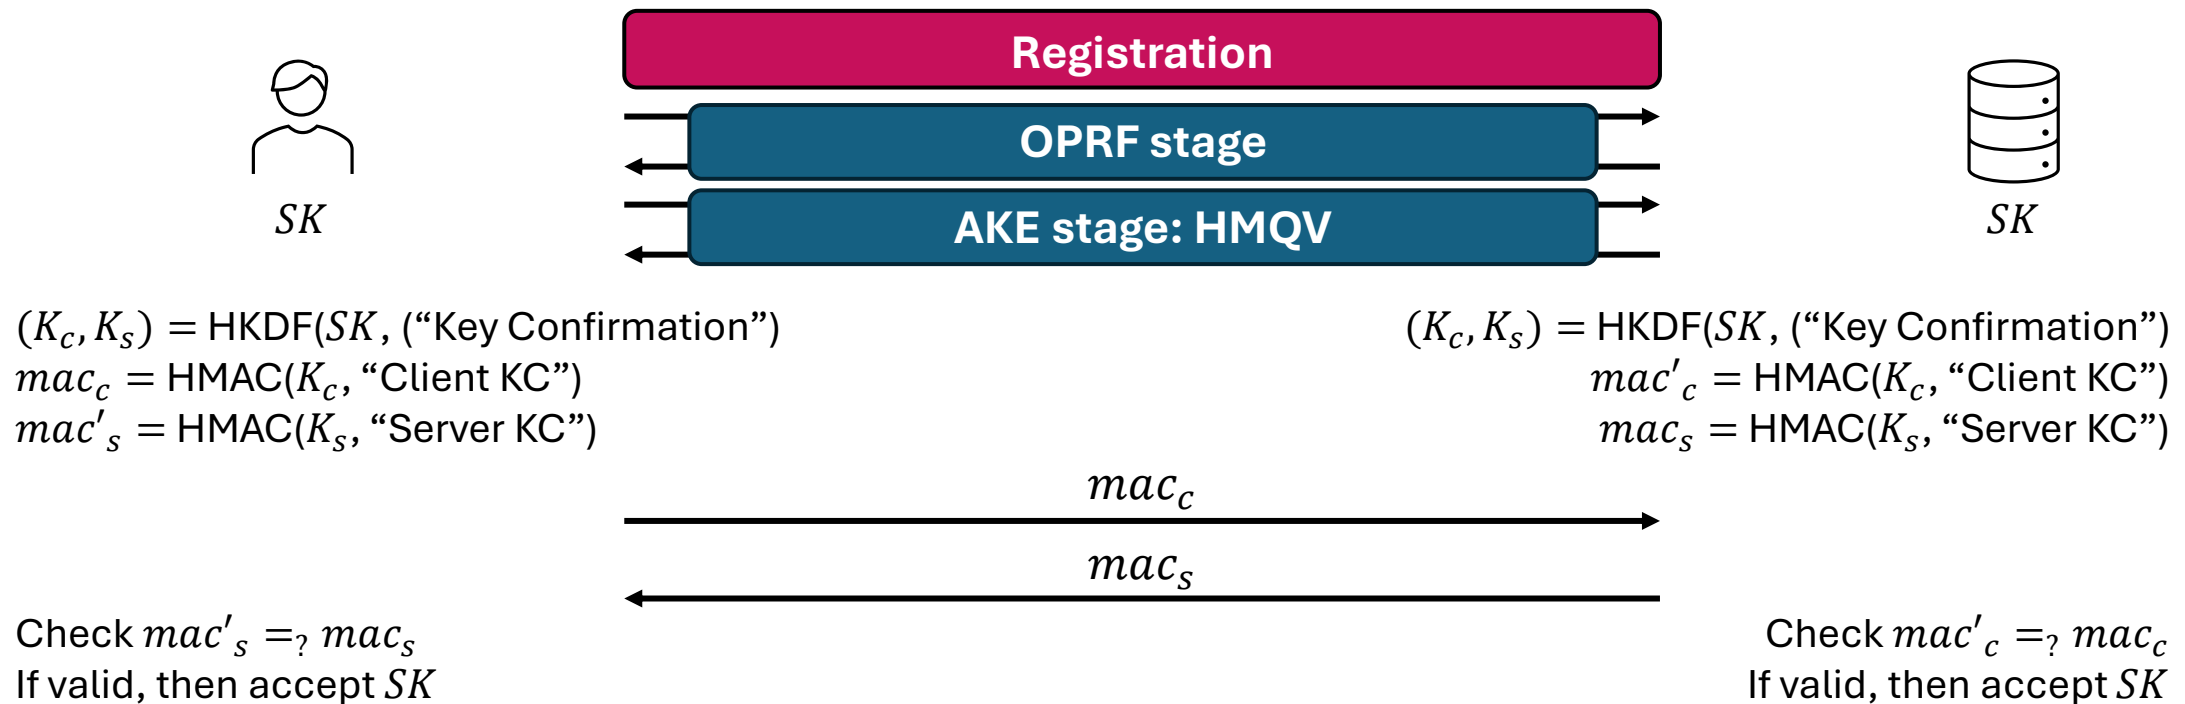 Registration
OPRF stage
AKE stage: HMQV
SK
SK
(K_c, K_s) = HKDF(SK, (“Key Confirmation”)
mac_c = HMAC(K_c, “Client KC”)
mac'_s = HMAC(K_s, “Server KC”)
(K_c, K_s) = HKDF(SK, (“Key Confirmation”)
mac'_c = HMAC(K_c, “Client KC”)
mac_s = HMAC(K_s, “Server KC”)
mac_c
mac_s
Check mac'_s =_? mac_s
If valid, then accept SK
Check mac'_c =_? mac_c
If valid, then accept SK